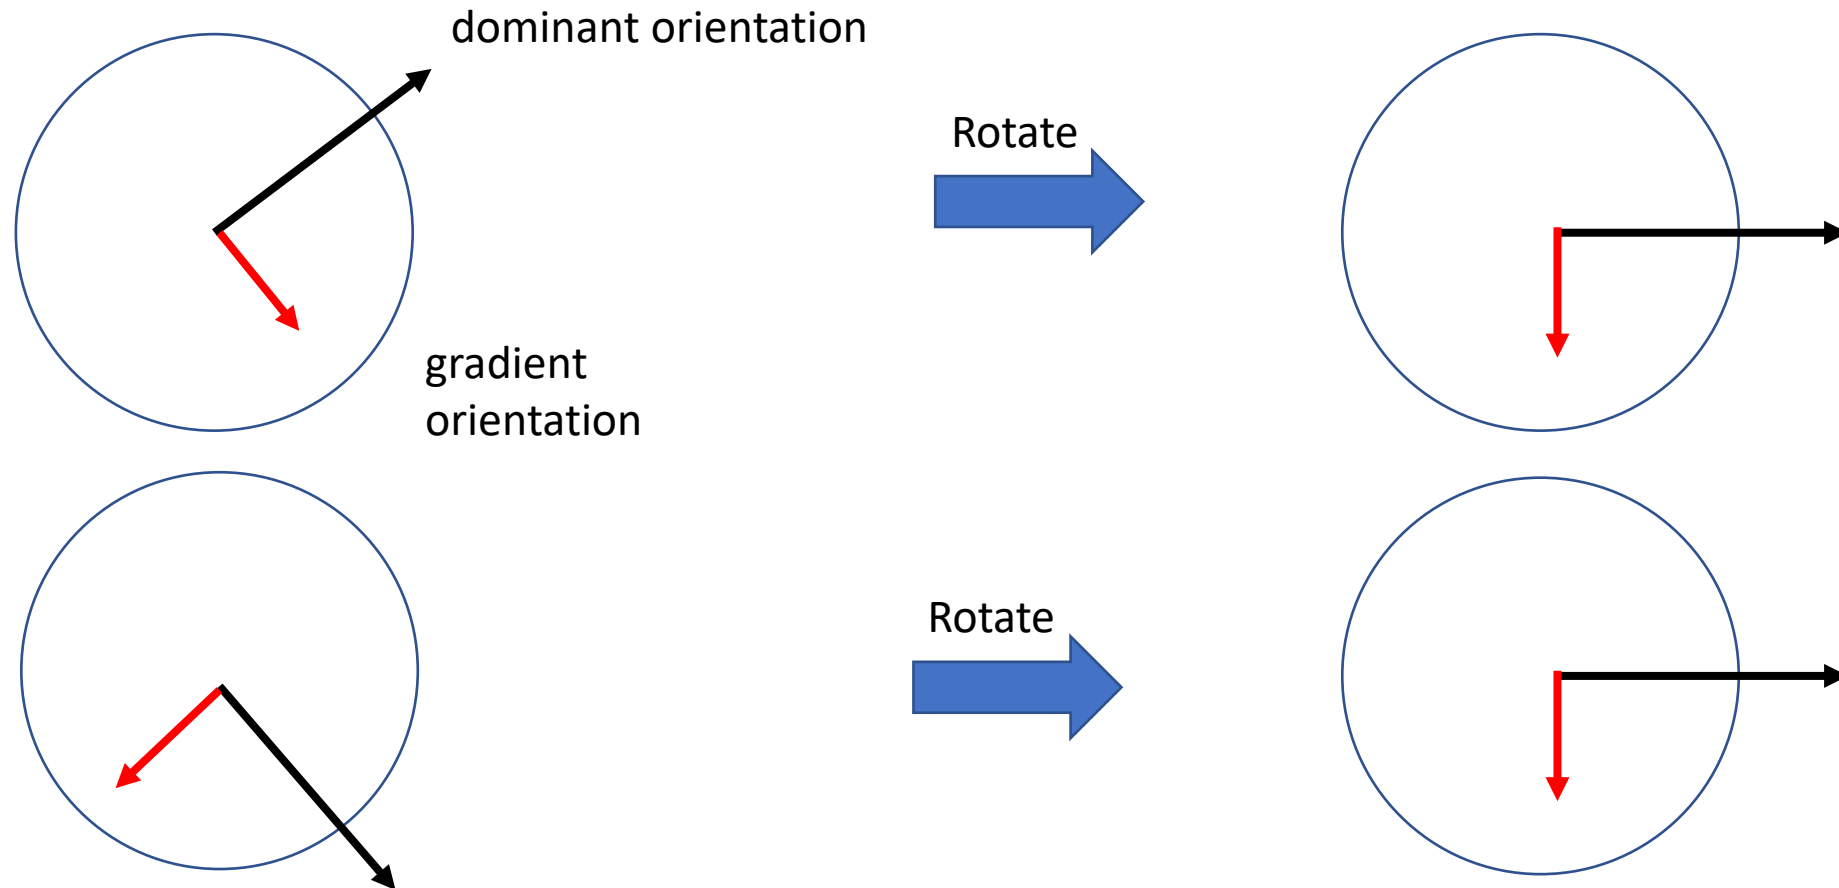 dominant orientation
Rotate
gradient
orientation
Rotate